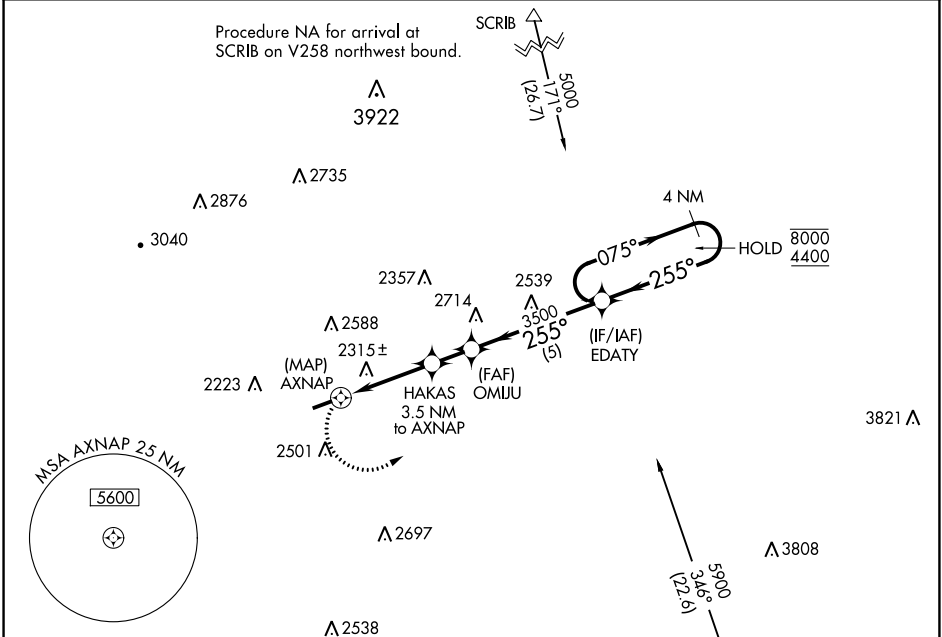 Procedure NA for arrival at
SCRIB on V258 northwest bound.
SCRIB
5000
171°
(26.7)
3922
2735
2876
3040
4 NM
075°
HOLD
8000
4400
255°
2357
2539
2714
3500
255°
(5)
(IF/IAF)
EDATY
2588
2315±
(MAP)
AXNAP
2223
HAKAS
3.5 NM
to AXNAP
(FAF)
OMIJU
3821
2501
MSA AXNAP 25 NM
5600
2697
3808
5900
346°
(22.6)
2538